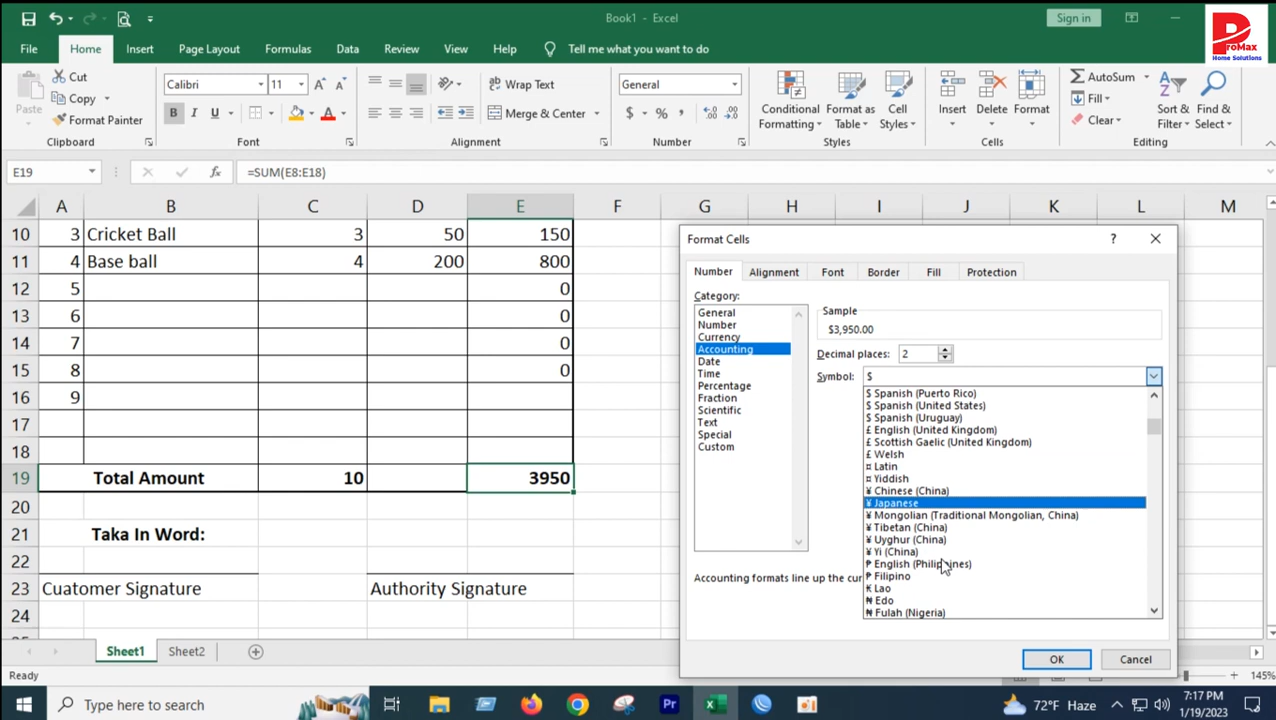 Book1 - Excel
Sign in
ProMax
Home Solutions
File Home Insert Page Layout Formulas Data Review View Help Tell me what you want to do
Paste
Cut
Copy
Format Painter
Calibri 11
B I U
Wrap Text
Merge & Center
General
$ % ,
Conditional Formatting
Format as Table
Cell Styles
Insert
Delete
Format
AutoSum
Fill
Clear
Sort & Filter
Find & Select
Clipboard Font Alignment Number Styles Cells Editing
E19 fx =SUM(E8:E18)
A B C D E F G H I J K L M
10 3 Cricket Ball 3 50 150
11 4 Base ball 4 200 800
12 5 0
13 6 0
14 7 0
15 8 0
16 9
17
18
19 Total Amount 10 3950
20
21 Taka In Word:
22
23 Cuatomer Signature Authority Signature
24
Format Cells ?
Number Alignment Font Border Fill Protection
Category:
General
Number
Currency
Accounting
Date
Time
Percentage
Fraction
Scientific
Text
Special
Custom
Sample
$3,950.00
Decimal places: 2
Symbol: $
$ Spanish (Puerto Rico)
$ Spanish (United States)
$ Spanish (Uruguay)
£ English (United Kingdom)
£ Scottish Gaelic (United Kingdom)
£ Welsh
¤ Latin
¤ Yiddish
¥ Chinese (China)
¥ Japanese
¥ Mongolian (Traditional Mongolian, China)
¥ Tibetan (China)
¥ Uyghur (China)
¥ Yi (China)
₱ English (Philippines)
₱ Filipino
₭ Lao
₦ Edo
₦ Fulah (Nigeria)
Accounting formats line up the cur
OK Cancel
Sheet1 Sheet2
Ready 145%
Type here to search
Pr
72°F Haze
7:17 PM
1/19/2023